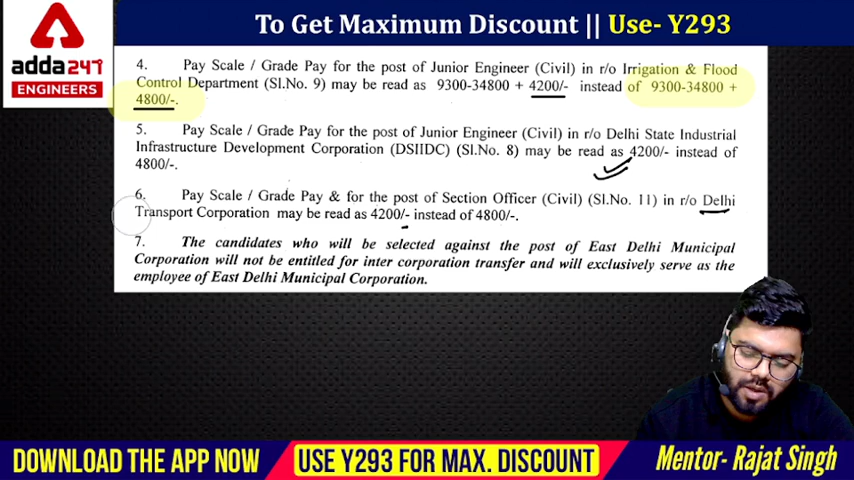 To Get Maximum Discount || Use- Y293
adda247
ENGINEERS
4. Pay Scale / Grade Pay for the post of Junior Engineer (Civil) in r/o Irrigation & Flood
Control Department (Sl.No. 9) may be read as 9300-34800 + 4200/- instead of 9300-34800 +
4800/-.
5. Pay Scale / Grade Pay for the post of Junior Engineer (Civil) in r/o Delhi State Industrial
Infrastructure Development Corporation (DSIIDC) (Sl.No. 8) may be read as 4200/- instead of
4800/-.
6. Pay Scale / Grade Pay & for the post of Section Officer (Civil) (Sl.No. 11) in r/o Delhi
Transport Corporation may be read as 4200/- instead of 4800/-.
7. The candidates who will be selected against the post of East Delhi Municipal
Corporation will not be entitled for inter corporation transfer and will exclusively serve as the
employee of East Delhi Municipal Corporation.
DOWNLOAD THE APP NOW
USE Y293 FOR MAX. DISCOUNT
Mentor- Rajat Singh